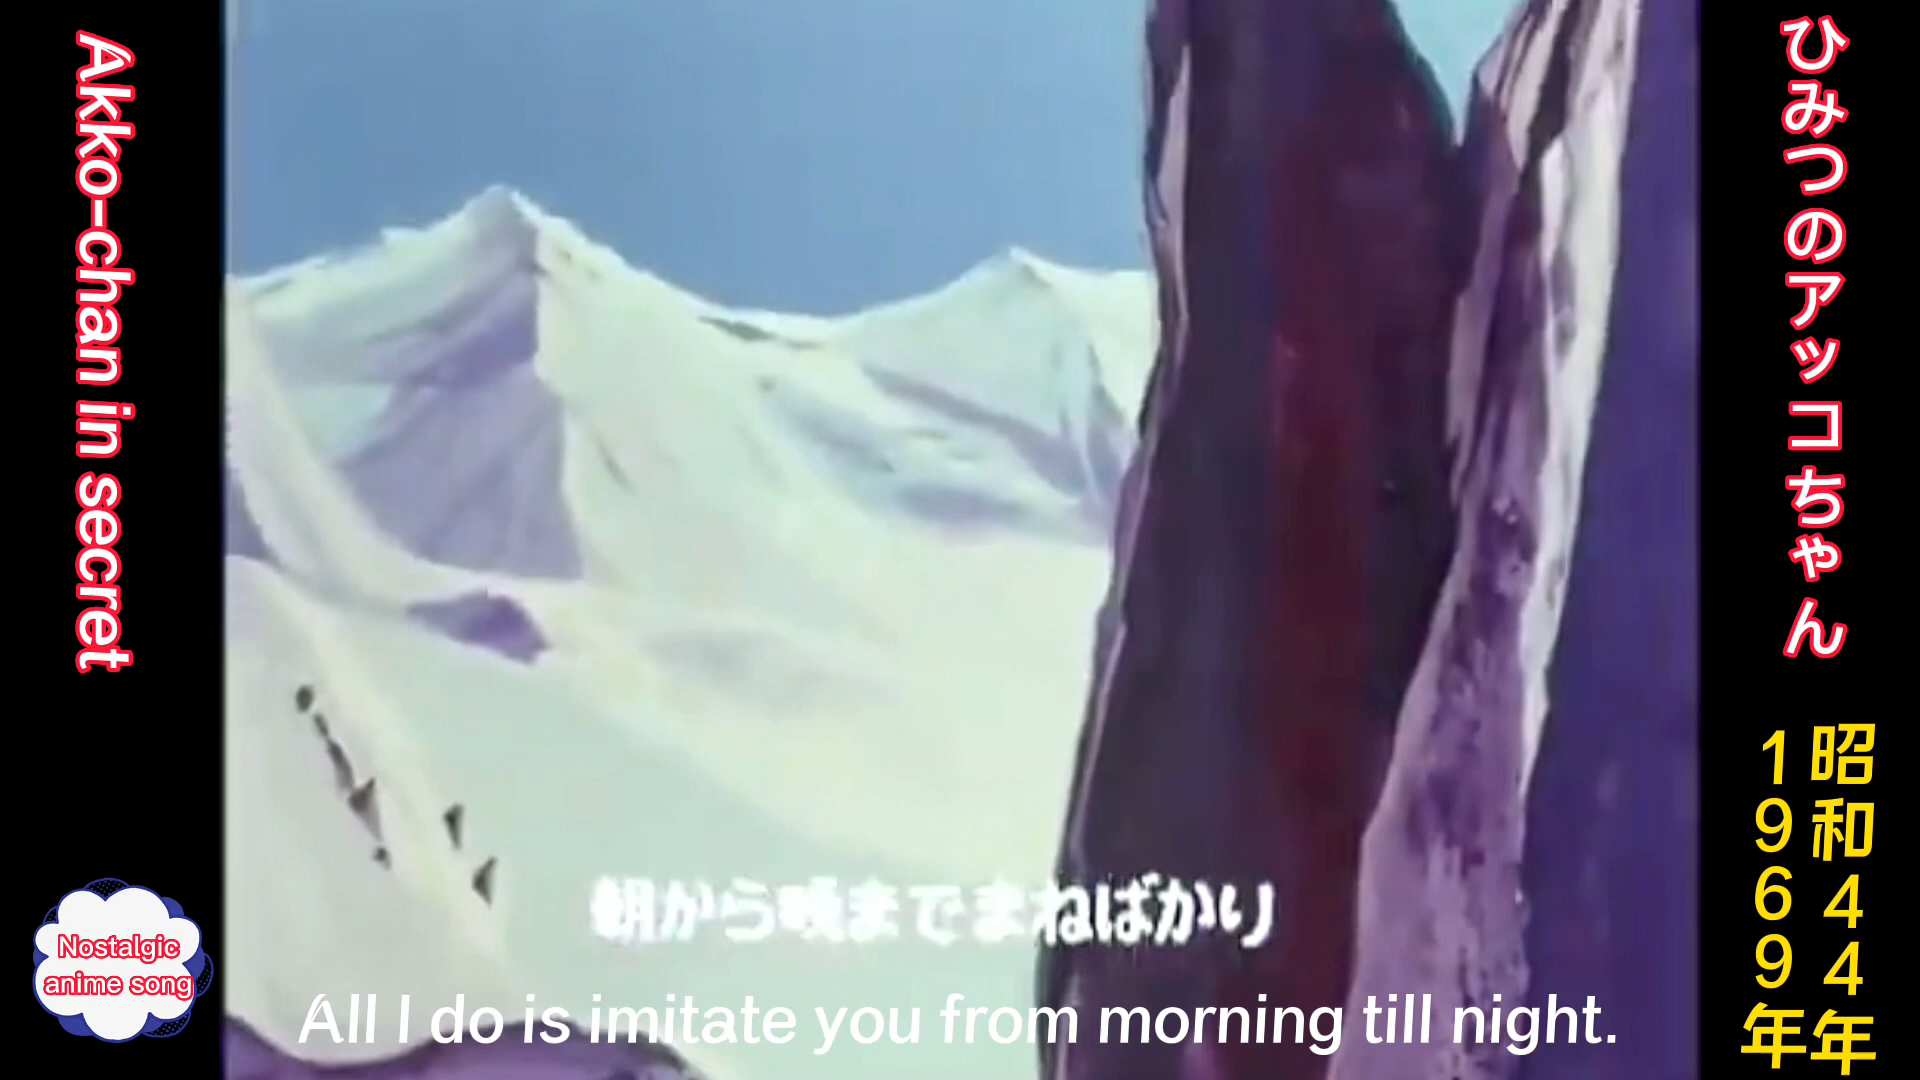 Akko-chan in secret
ひみつのアッコちゃん
昭和44年
1969年
朝から晩までまねばかり
All I do is imitate you from morning till night.
Nostalgic
anime song